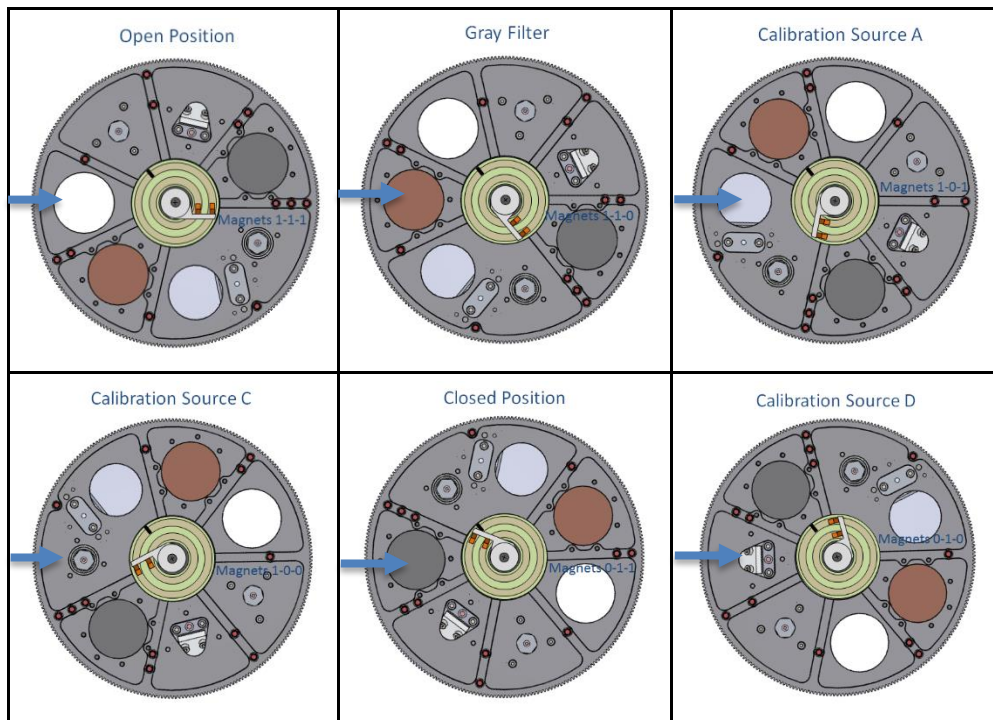 Open Position
Magnets 1-1-1
Gray Filter
Magnets 1-1-0
Calibration Source A
Magnets 1-0-1
Calibration Source C
Magnets 1-0-0
Closed Position
Magnets 0-1-1
Calibration Source D
Magnets 0-1-0